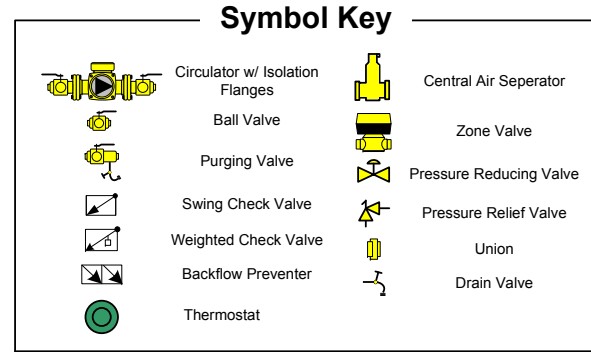 Symbol Key
Circulator w/ Isolation
Flanges
Ball Valve
Purging Valve
Swing Check Valve
Weighted Check Valve
Backflow Preventer
Thermostat
Central Air Seperator
Zone Valve
Pressure Reducing Valve
Pressure Relief Valve
Union
Drain Valve